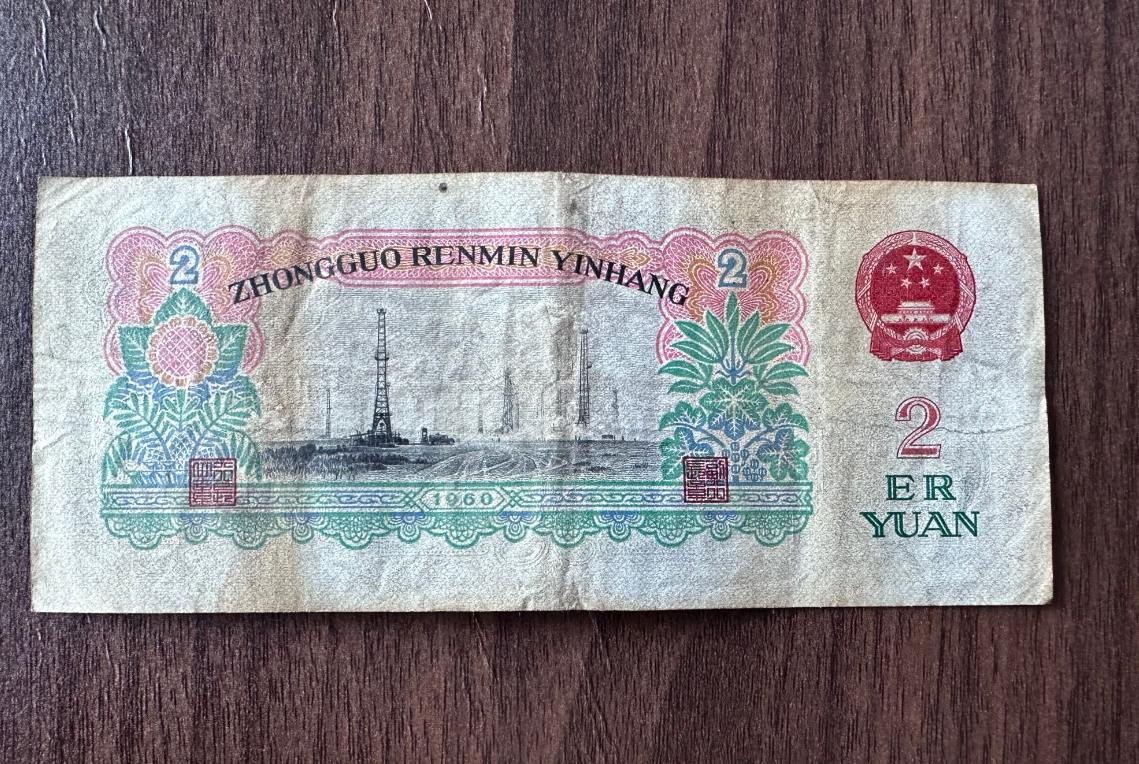 2
2
ZHONGGUO RENMIN YINHANG
1960
2
ER
YUAN